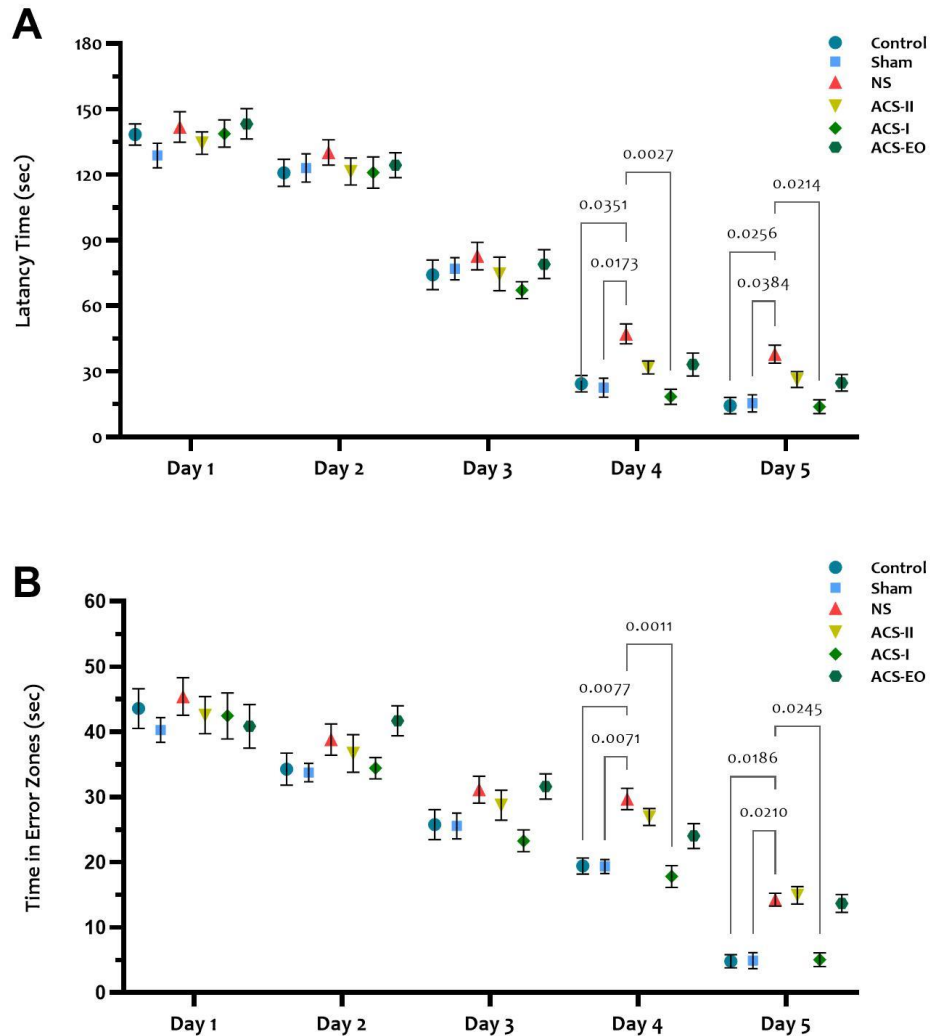 A
Latancy Time (sec)
180
150
120
90
60
30
0
Control
Sham
NS
ACS-II
ACS-I
ACS-EO
0.0027
0.0351
0.0173
0.0214
0.0256
0.0384
Day 1
Day 2
Day 3
Day 4
Day 5
B
Time in Error Zones (sec)
60
50
40
30
20
10
0
Control
Sham
NS
ACS-II
ACS-I
ACS-EO
0.0011
0.0077
0.0071
0.0245
0.0186
0.0210
Day 1
Day 2
Day 3
Day 4
Day 5